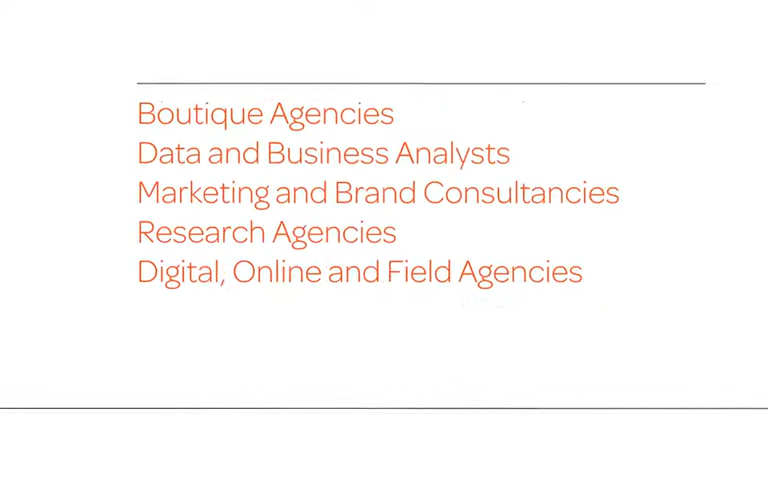 Boutique Agencies
Data and Business Analysts
Marketing and Brand Consultancies
Research Agencies
Digital, Online and Field Agencies